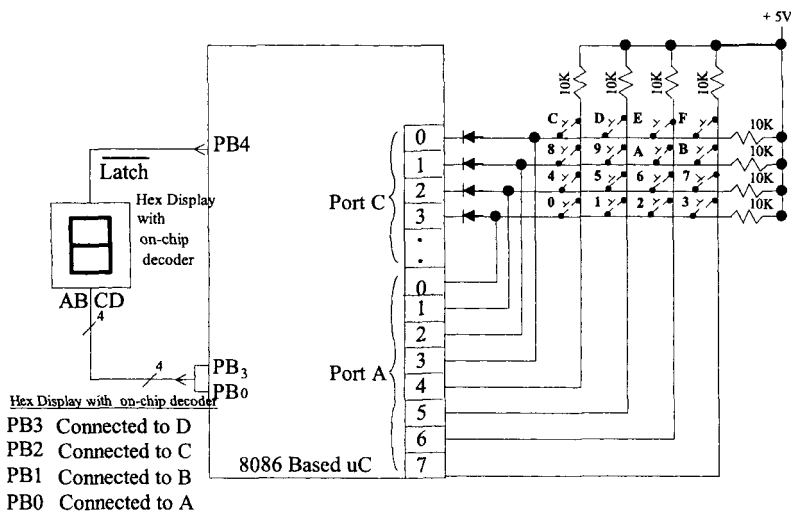 + 5V
10K 10K 10K 10K
C D E F
10K
8 9 A B
10K
4 5 6 7
10K
0 1 2 3
10K
PB4
Latch
Hex Display
with
on-chip
decoder
AB CD
4
4
PB3
PB0
Port C
0
1
2
3
.
.
Port A
0
1
2
3
4
5
6
7
8086 Based uC
Hex Display with on-chip decoder
PB3 Connected to D
PB2 Connected to C
PB1 Connected to B
PB0 Connected to A